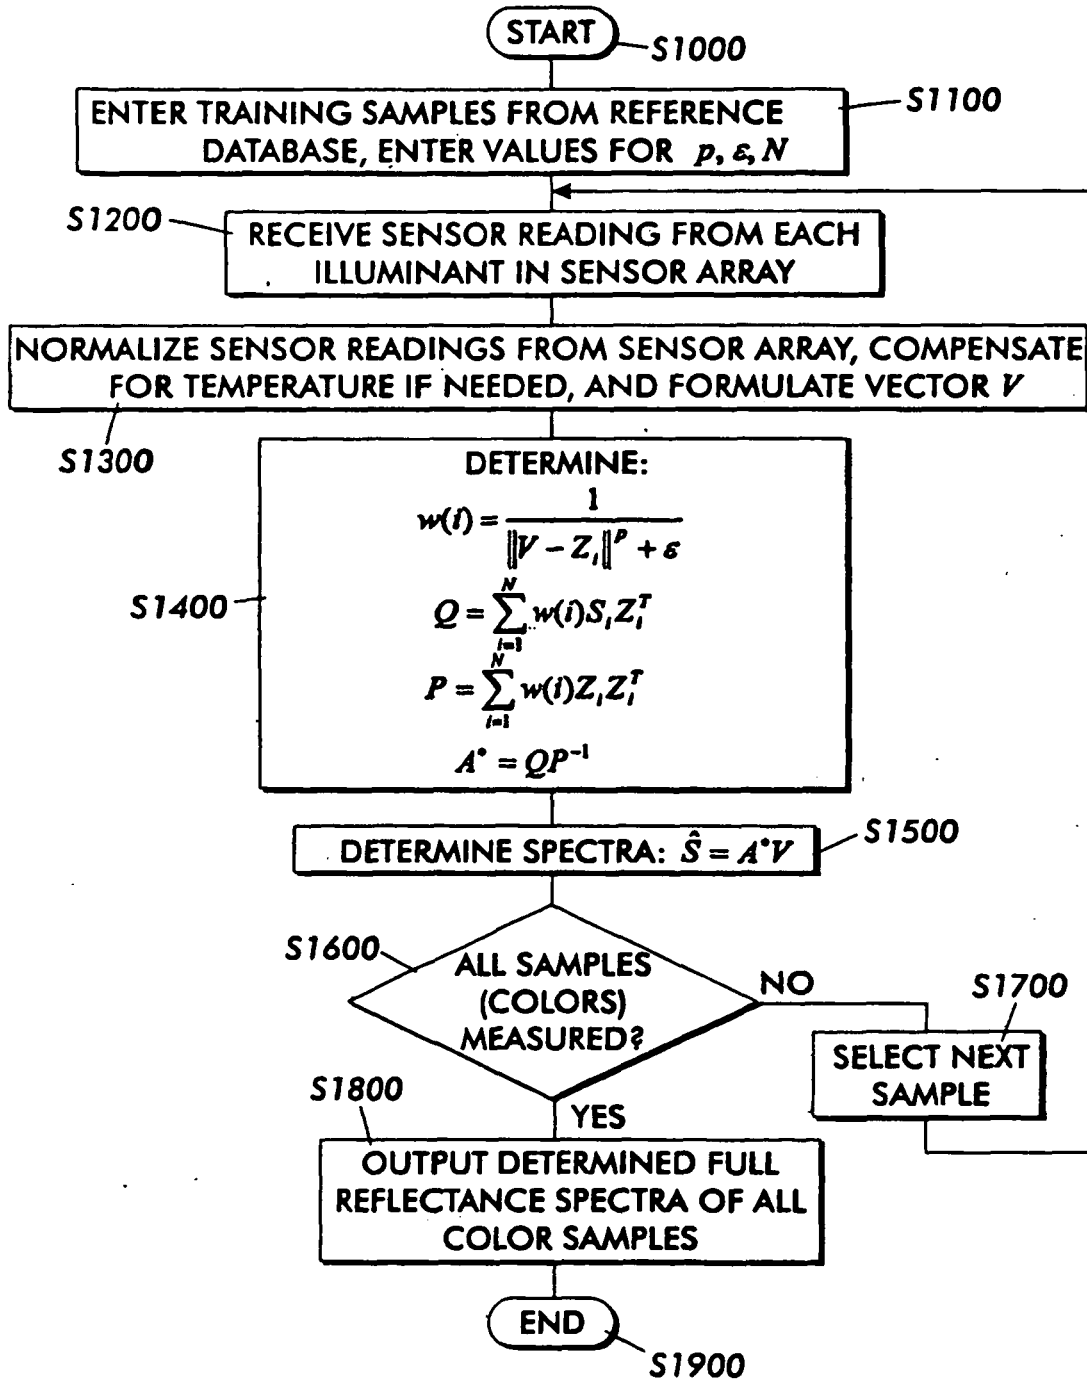 START
S1000
ENTER TRAINING SAMPLES FROM REFERENCE
DATABASE, ENTER VALUES FOR p, ε, N
S1100
S1200
RECEIVE SENSOR READING FROM EACH
ILLUMINANT IN SENSOR ARRAY
NORMALIZE SENSOR READINGS FROM SENSOR ARRAY, COMPENSATE
FOR TEMPERATURE IF NEEDED, AND FORMULATE VECTOR V
S1300
DETERMINE:
w(i) = 1 / (‖V − Z_i‖^p + ε)
S1400
Q = ∑_{i=1}^{N} w(i)S_i Z_i^T
P = ∑_{i=1}^{N} w(i)Z_i Z_i^T
A* = QP^{-1}
DETERMINE SPECTRA: Ŝ = A*V
S1500
S1600
ALL SAMPLES
(COLORS)
MEASURED?
NO
S1700
SELECT NEXT
SAMPLE
S1800
YES
OUTPUT DETERMINED FULL
REFLECTANCE SPECTRA OF ALL
COLOR SAMPLES
END
S1900